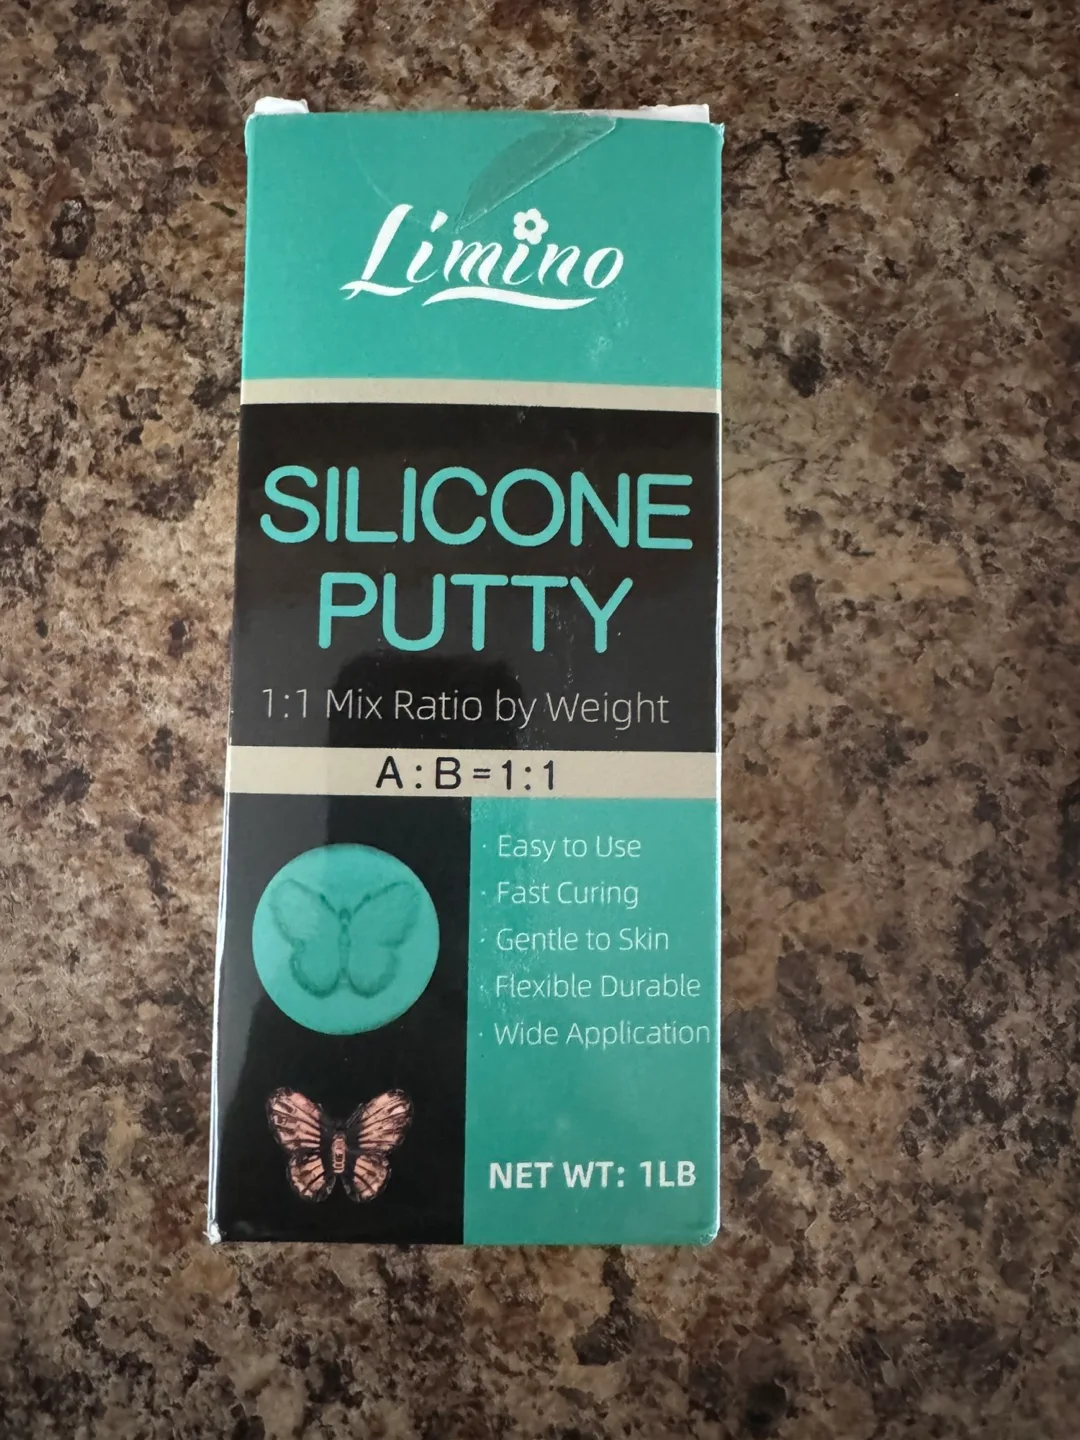 Limino
SILICONE
PUTTY
1:1 Mix Ratio by Weight
A:B=1:1
· Easy to Use
· Fast Curing
· Gentle to Skin
· Flexible Durable
· Wide Application
NET WT: 1LB